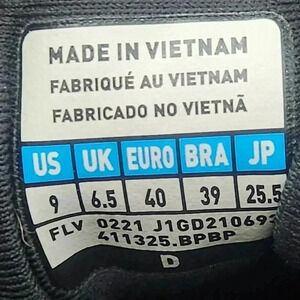 MADE IN VIETNAM
FABRIQUÉ AU VIETNAM
FABRICADO NO VIETNÃ
US UK EURO BRA JP
9 6.5 40 39 25.5
FLV 0221 J1GD210693
411325.BPBP
D